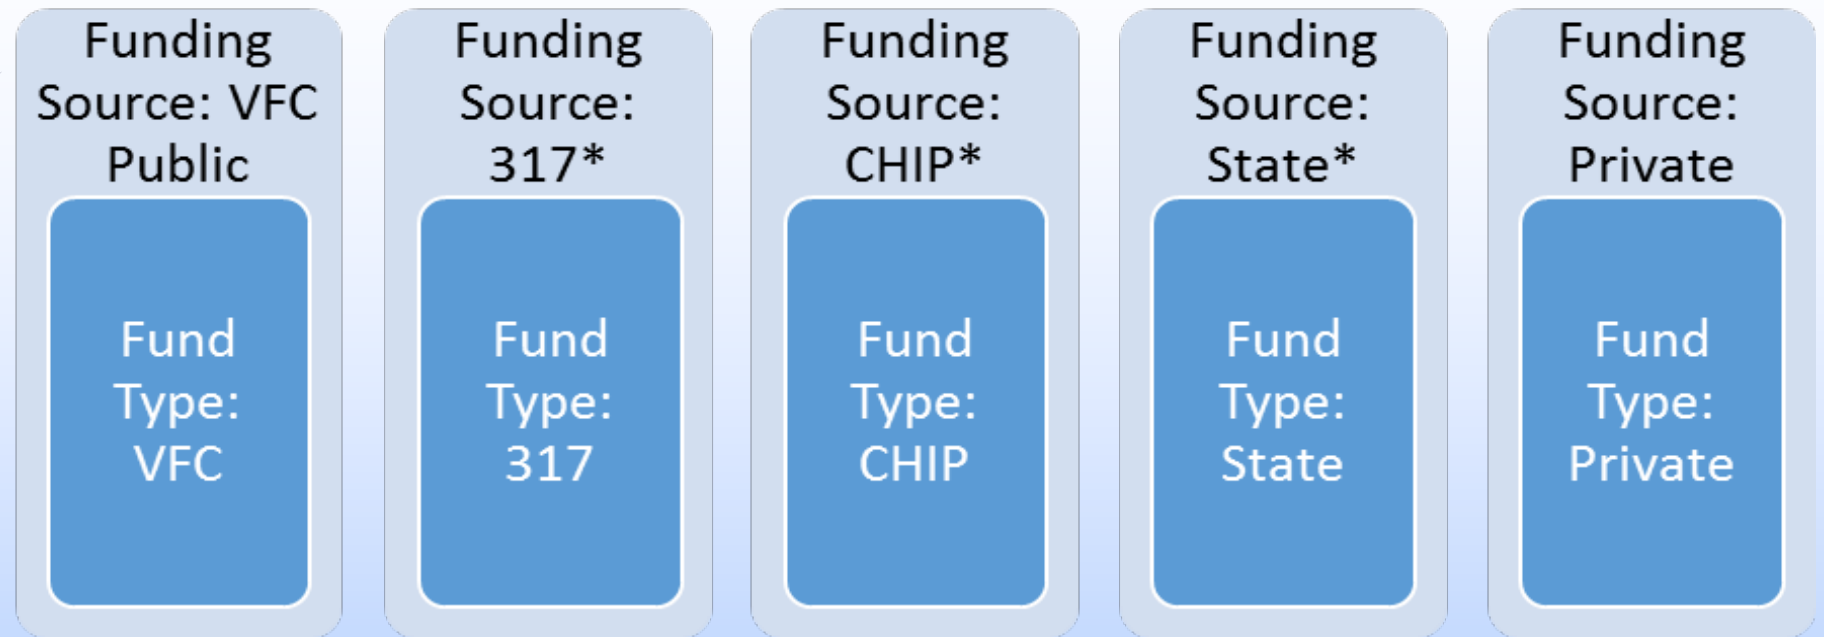 Funding
Source: VFC
Public
Fund
Type:
VFC
Funding
Source:
317*
Fund
Type:
317
Funding
Source:
CHIP*
Fund
Type:
CHIP
Funding
Source:
State*
Fund
Type:
State
Funding
Source:
Private
Fund
Type:
Private